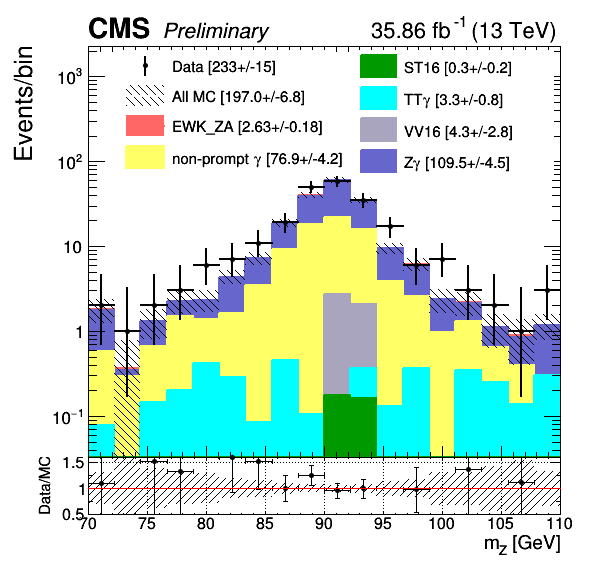 CMS Preliminary 35.86 fb⁻¹ (13 TeV)
Events/bin
Data [233+/-15]
All MC [197.0+/-6.8]
EWK_ZA [2.63+/-0.18]
non-prompt γ [76.9+/-4.2]
ST16 [0.3+/-0.2]
TTγ [3.3+/-0.8]
VV16 [4.3+/-2.8]
Zγ [109.5+/-4.5]
10³
10²
10
1
10⁻¹
Data/MC
1.5
1
0.5
70 75 80 85 90 95 100 105 110
m_Z [GeV]